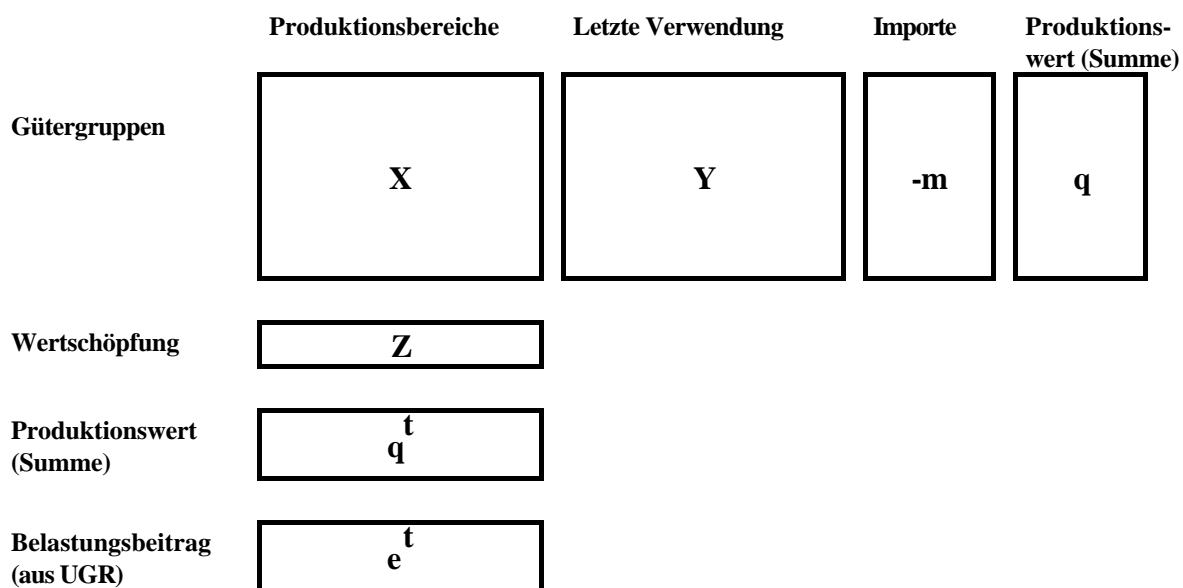 Produktionsbereiche Letzte Verwendung Importe Produktions-
wert (Summe)
Gütergruppen
X Y -m q
Wertschöpfung Z
Produktionswert
(Summe)
q t
Belastungsbeitrag
(aus UGR)
e t